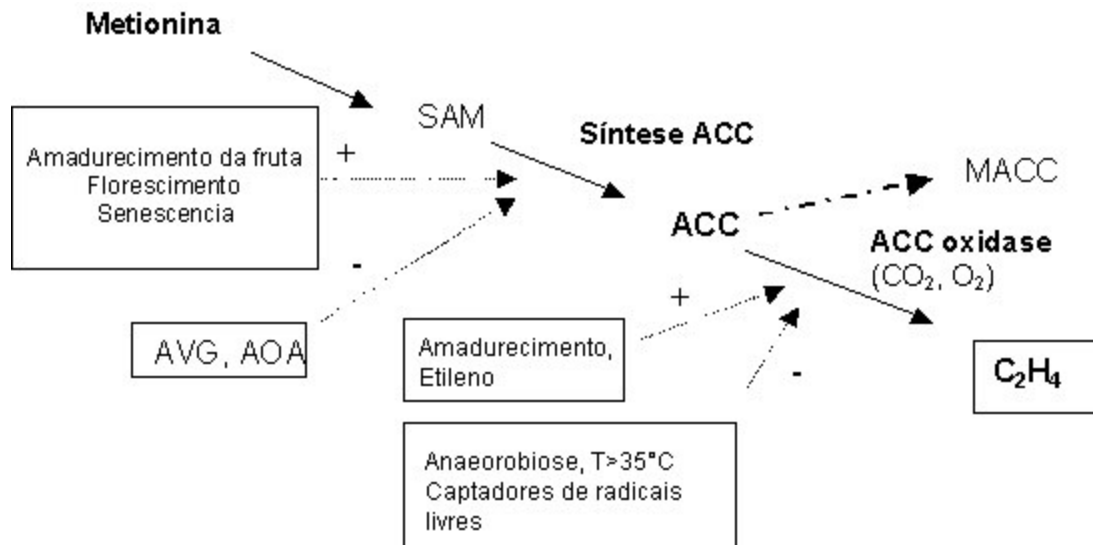 Metionina
SAM
Síntese ACC
Amadurecimento da fruta
Florescimento
Senescencia
+
-
MACC
ACC
ACC oxidase
(CO₂, O₂)
AVG, AOA
+
Amadurecimento,
Etileno
-
C₂H₄
Anaeorobiose, T>35°C
Captadores de radicais
livres